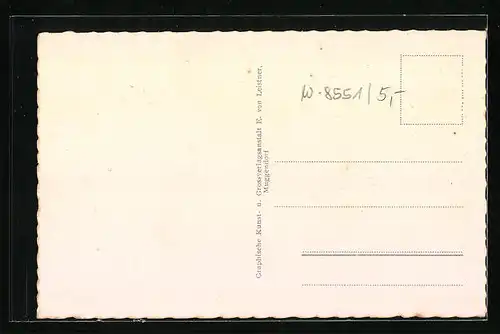 W-8551/5,-
Graphische Kunst- u. Grossverlagsanstalt E. von Leistner,
Muggendorf